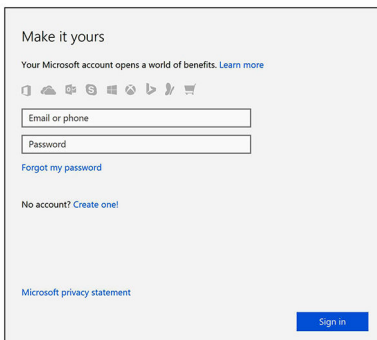 Make it yours
Your Microsoft account opens a world of benefits. Learn more
Email or phone
Password
Forgot my password
No account? Create one!
Microsoft privacy statement
Sign in